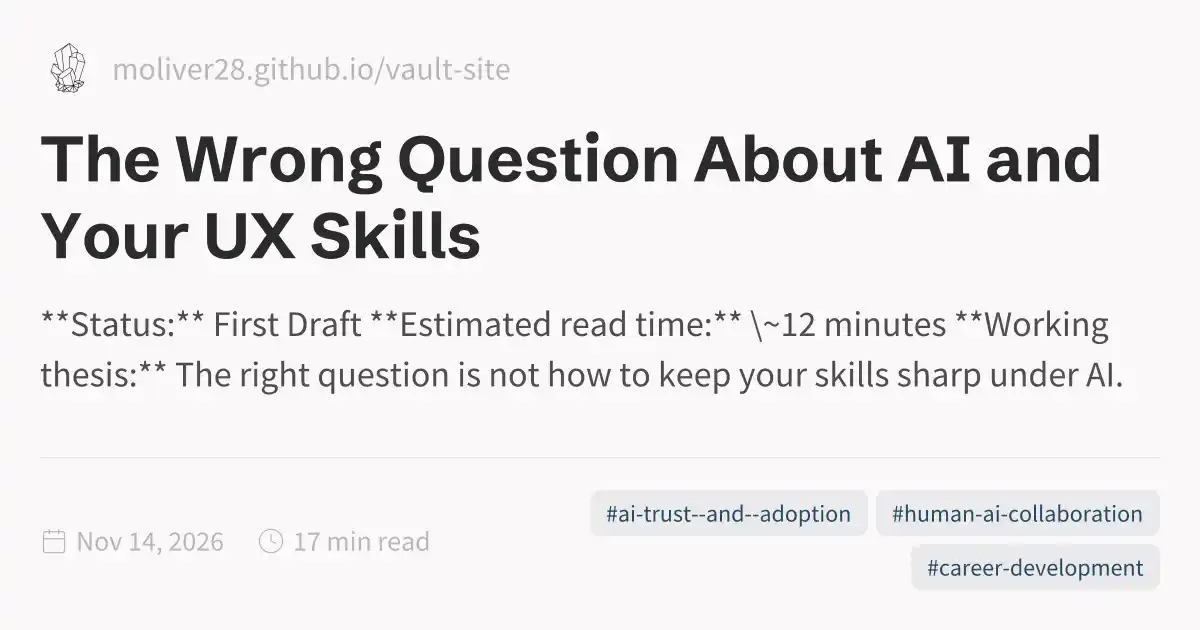 moliver28.github.io/vault-site
The Wrong Question About AI and
Your UX Skills
**Status:** First Draft **Estimated read time:** \~12 minutes **Working
thesis:** The right question is not how to keep your skills sharp under AI.
Nov 14, 2026
17 min read
#ai-trust--and--adoption
#human-ai-collaboration
#career-development